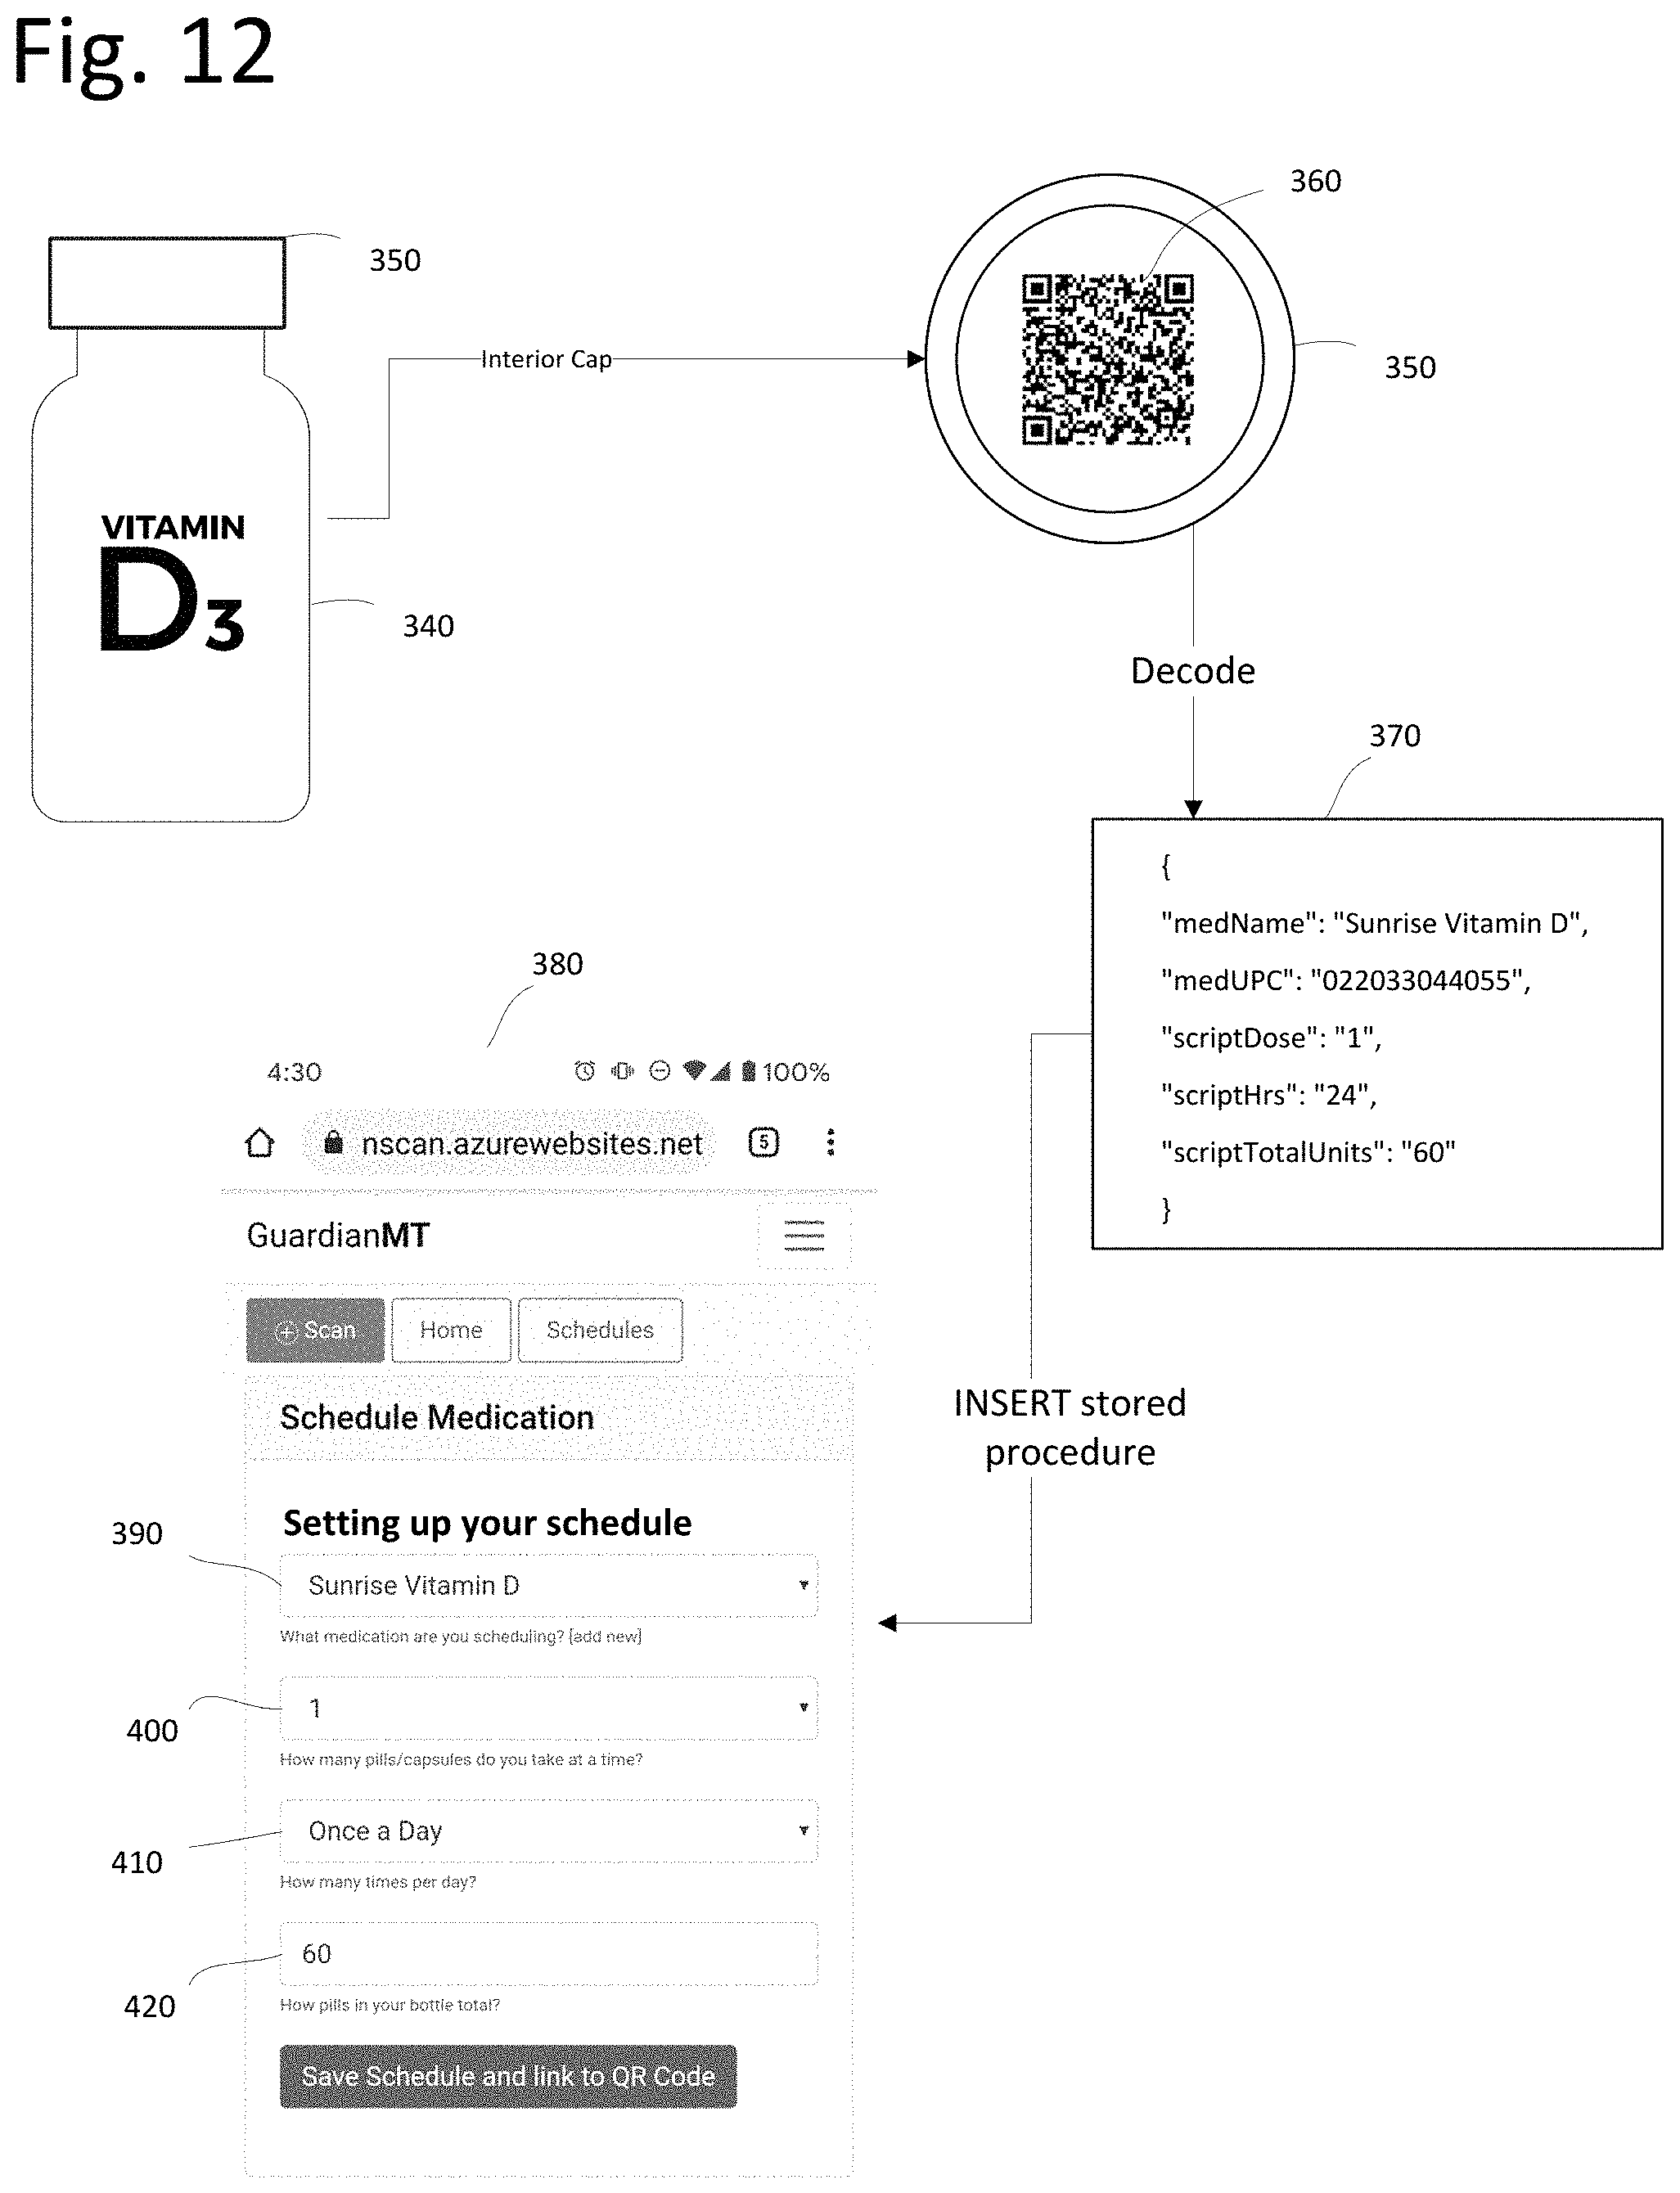 Fig. 12
360
350
350
Interior Cap
VITAMIN
D3
340
Decode
370
{
"medName": "Sunrise Vitamin D",
"medUPC": "022033044055",
"scriptDose": "1",
"scriptHrs": "24",
"scriptTotalUnits": "60"
}
380
4:30
100%
nscan.azurewebsites.net
5
GuardianMT
Scan
Home
Schedules
INSERT stored
procedure
Schedule Medication
Setting up your schedule
390
Sunrise Vitamin D
What medication are you scheduling? [add new]
400
1
How many pills/capsules do you take at a time?
410
Once a Day
How many times per day?
420
60
How pills in your bottle total?
Save Schedule and link to QR Code